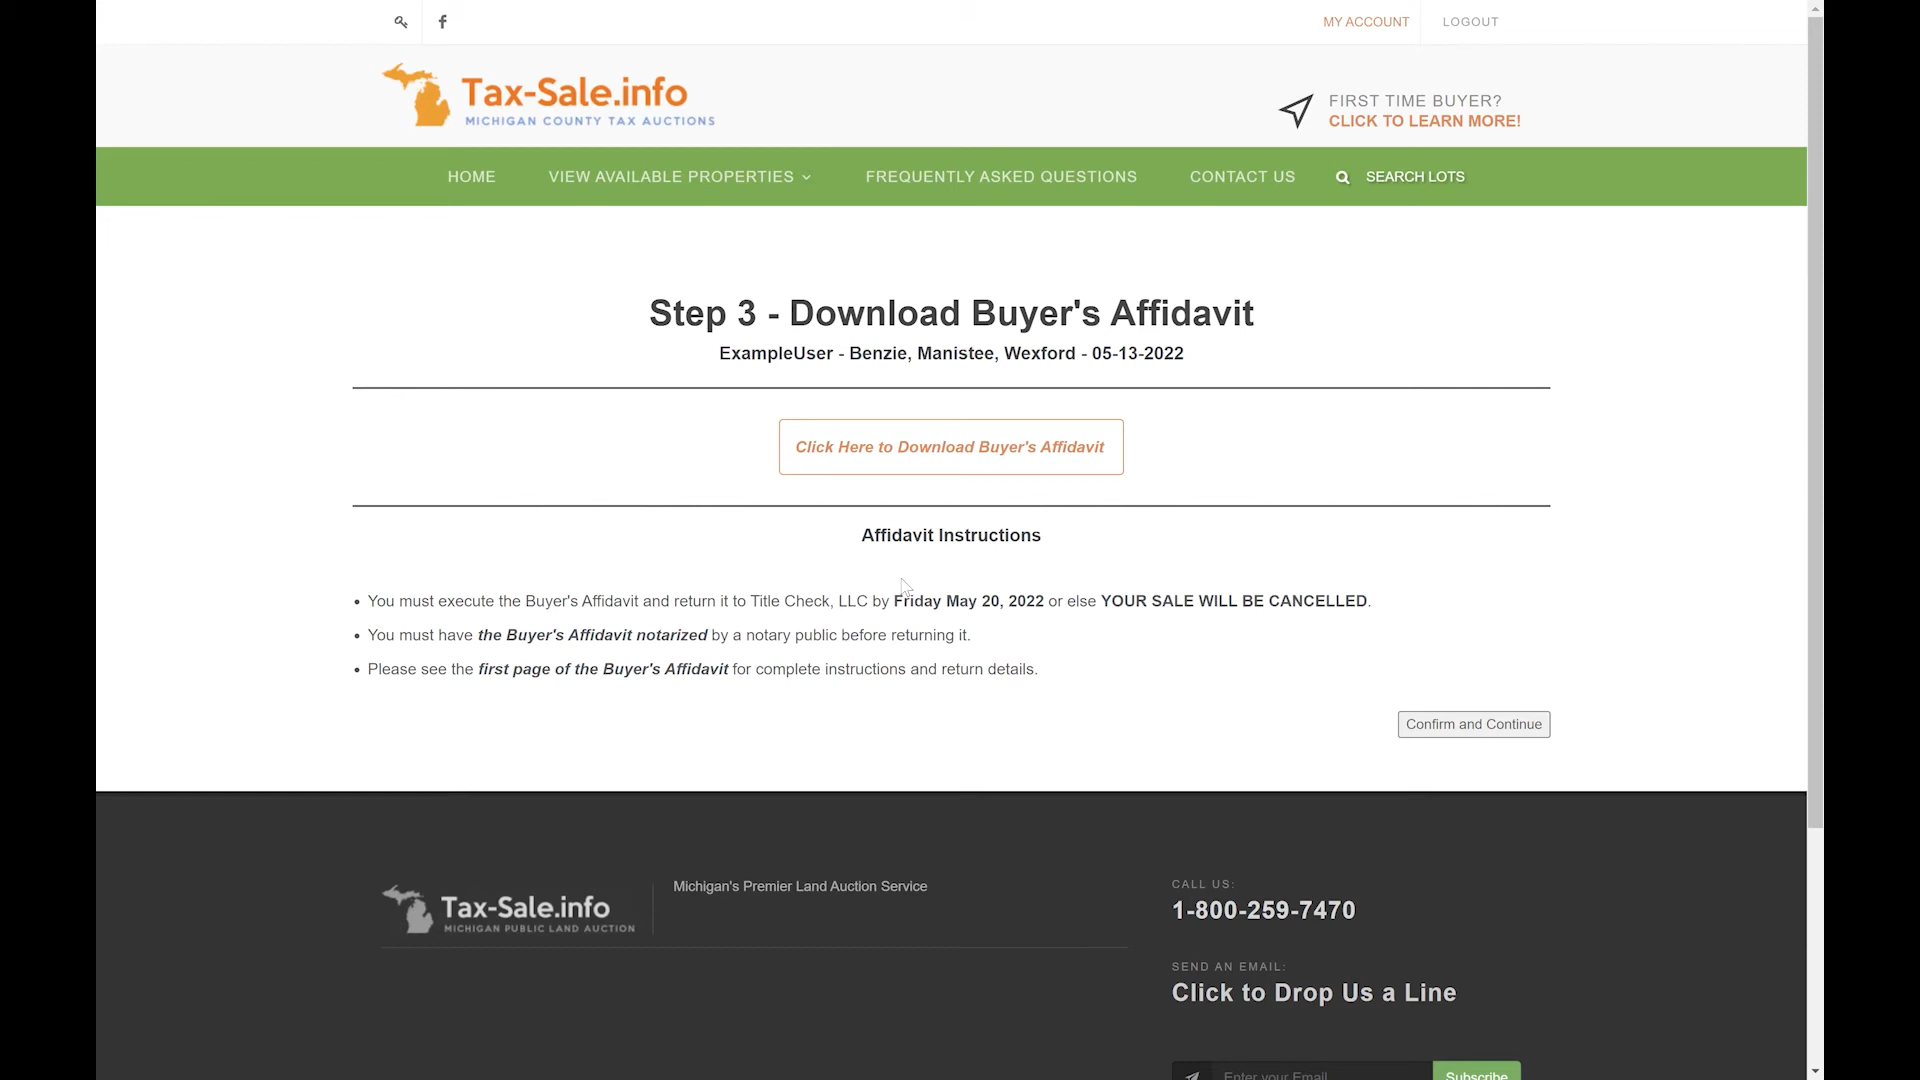 MY ACCOUNT LOGOUT
Tax-Sale.info
MICHIGAN COUNTY TAX AUCTIONS
FIRST TIME BUYER?
CLICK TO LEARN MORE!
HOME VIEW AVAILABLE PROPERTIES FREQUENTLY ASKED QUESTIONS CONTACT US SEARCH LOTS
Step 3 - Download Buyer's Affidavit
ExampleUser - Benzie, Manistee, Wexford - 05-13-2022
Click Here to Download Buyer's Affidavit
Affidavit Instructions
• You must execute the Buyer's Affidavit and return it to Title Check, LLC by Friday May 20, 2022 or else YOUR SALE WILL BE CANCELLED.
• You must have the Buyer's Affidavit notarized by a notary public before returning it.
• Please see the first page of the Buyer's Affidavit for complete instructions and return details.
Confirm and Continue
Tax-Sale.info
MICHIGAN PUBLIC LAND AUCTION
Michigan's Premier Land Auction Service
CALL US:
1-800-259-7470
SEND AN EMAIL:
Click to Drop Us a Line
Enter your Email Subscribe